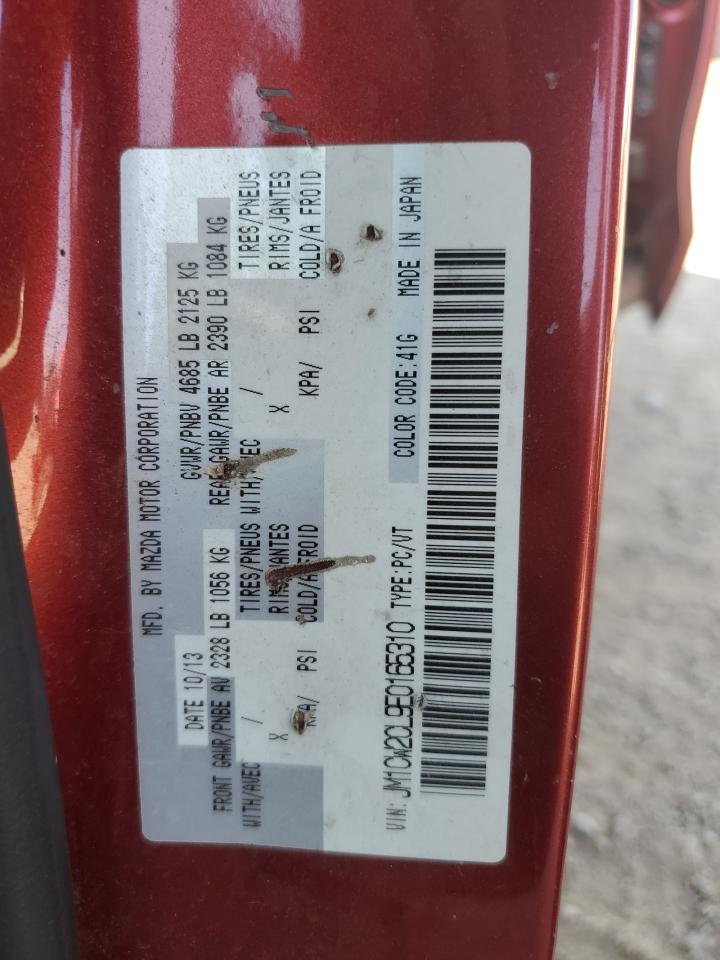 MFD. BY MAZDA MOTOR CORPORATION
DATE 10/13 GVWR/PNBV 4685 LB 2125 KG
FRONT GAWR/PNBE AV 2328 LB 1056 KG REAR GAWR/PNBE AR 2390 LB 1084 KG
WITH/AVEC / TIRES/PNEUS WITH/AVEC / TIRES/PNEUS
X RIMS/JANTES X RIMS/JANTES
KPA/ PSI COLD/A FROID KPA/ PSI COLD/A FROID
VIN: JM1CW2CL9E0165310 TYPE:PC/VT COLOR CODE:41G MADE IN JAPAN